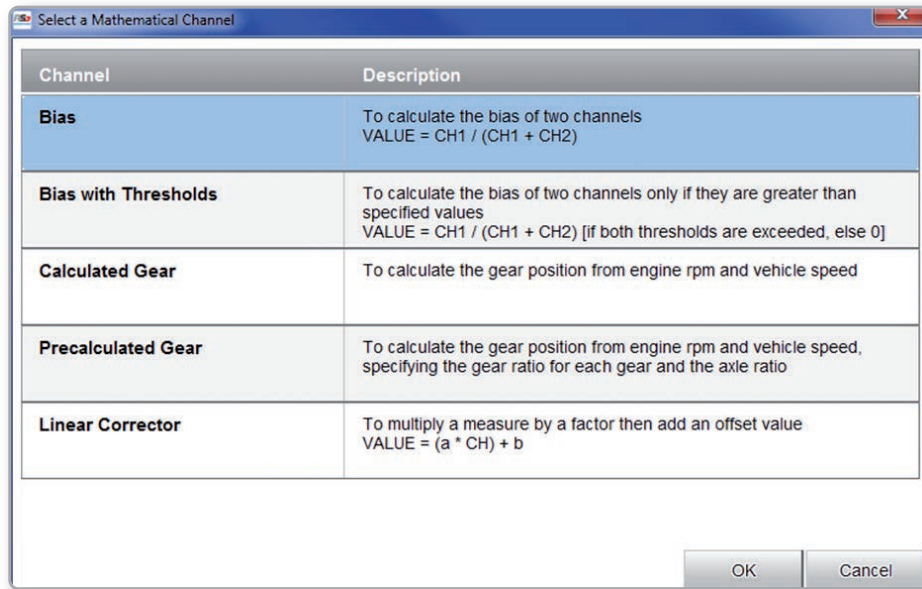 Select a Mathematical Channel
Channel Description
Bias
To calculate the bias of two channels
VALUE = CH1 / (CH1 + CH2)
Bias with Thresholds
To calculate the bias of two channels only if they are greater than
specified values
VALUE = CH1 / (CH1 + CH2) [if both thresholds are exceeded, else 0]
Calculated Gear
To calculate the gear position from engine rpm and vehicle speed
Precalculated Gear
To calculate the gear position from engine rpm and vehicle speed,
specifying the gear ratio for each gear and the axle ratio
Linear Corrector
To multiply a measure by a factor then add an offset value
VALUE = (a * CH) + b
OK Cancel